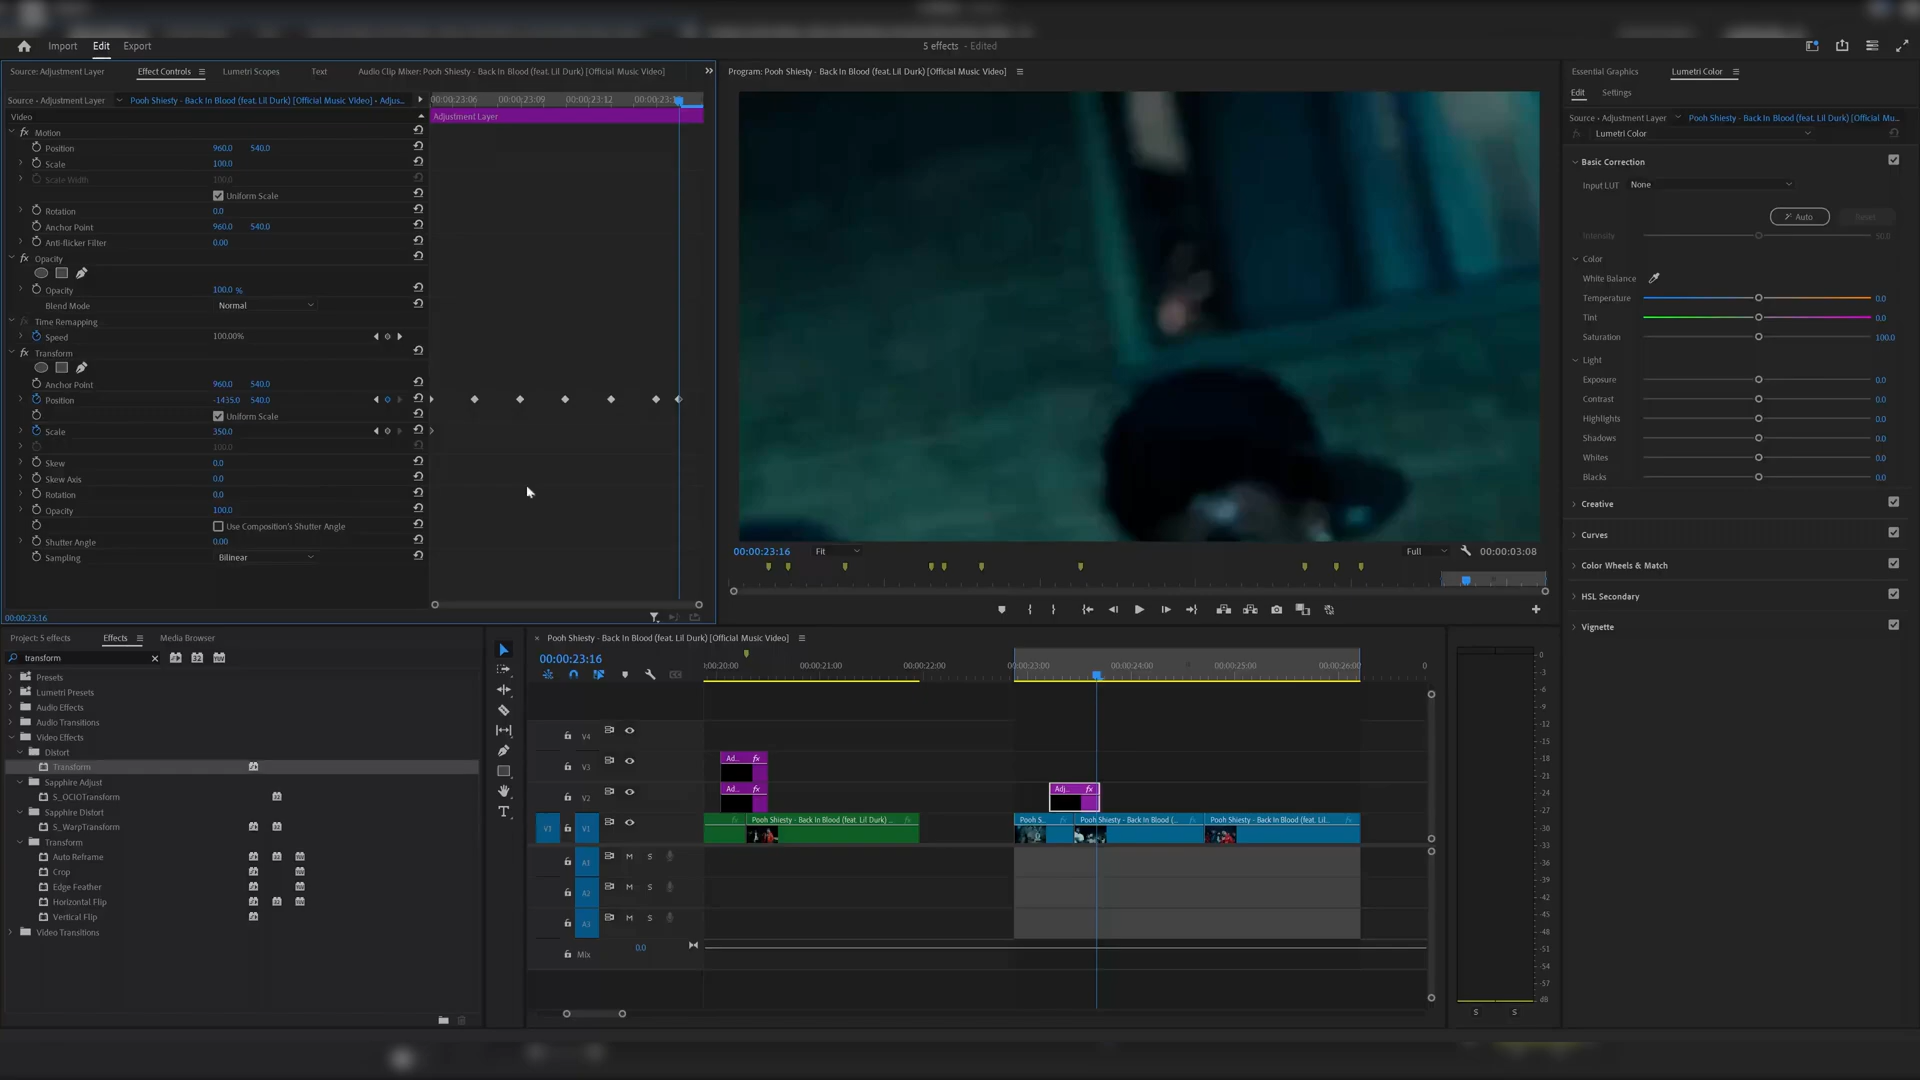 Import Edit Export
5 effects - Edited
Source: Adjustment Layer Effect Controls Lumetri Scopes Text Audio Clip Mixer: Pooh Shiesty - Back In Blood (feat. Lil Durk) [Official Music Video]
Program: Pooh Shiesty - Back In Blood (feat. Lil Durk) [Official Music Video]
Essential Graphics Lumetri Color
Edit Settings
Source • Adjustment Layer Pooh Shiesty - Back In Blood (feat. Lil Durk) [Official Music Video] • Adjus...
00:00:23:06 00:00:23:09 00:00:23:12
Source • Adjustment Layer Pooh Shiesty - Back In Blood (feat. Lil Durk) [Official Mu...
Video
Adjustment Layer
fx Motion
Position 960.0 540.0
Scale 100.0
Scale Width 100.0
Uniform Scale
Rotation 0.0
Anchor Point 960.0 540.0
Anti-flicker Filter 0.00
fx Opacity
Opacity 100.0 %
Blend Mode Normal
Time Remapping
Speed 100.00%
fx Transform
Anchor Point 960.0 540.0
Position -1435.0 540.0
Uniform Scale
Scale 350.0
100.0
Skew 0.0
Skew Axis 0.0
Rotation 0.0
Opacity 100.0
Use Composition's Shutter Angle
Shutter Angle 0.00
Sampling Bilinear
00:00:23:16
00:00:23:16 Fit Full 00:00:03:08
fx Lumetri Color
Basic Correction
Input LUT None
Auto Reset
Intensity 50.0
Color
White Balance
Temperature 0.0
Tint 0.0
Saturation 100.0
Light
Exposure 0.0
Contrast 0.0
Highlights 0.0
Shadows 0.0
Whites 0.0
Blacks 0.0
Creative
Curves
Color Wheels & Match
HSL Secondary
Vignette
Project: 5 effects Effects Media Browser
transform
Presets
Lumetri Presets
Audio Effects
Audio Transitions
Video Effects
Distort
Transform
Sapphire Adjust
S_OCIOTransform
Sapphire Distort
S_WarpTransform
Transform
Auto Reframe
Crop
Edge Feather
Horizontal Flip
Vertical Flip
Video Transitions
Pooh Shiesty - Back In Blood (feat. Lil Durk) [Official Music Video]
00:00:23:16
:00:20:00 00:00:21:00 00:00:22:00 00:00:23:00 00:00:24:00 00:00:25:00 00:00:26:00 0
V4
V3 Ad... fx
V2 Ad... fx Adj... fx
V1 V1 fx Pooh Shiesty - Back In Blood (feat. Lil Durk) ... fx Pooh S... fx Pooh Shiesty - Back In Blood (... fx Pooh Shiesty - Back In Blood (feat. Lil... fx
A1 M S
A2 M S
A3 M S
Mix 0.0
0
-3
-6
-9
-12
-15
-18
-21
-24
-27
-30
-33
-36
-39
-42
-45
-48
-51
-54
-57
dB
S S